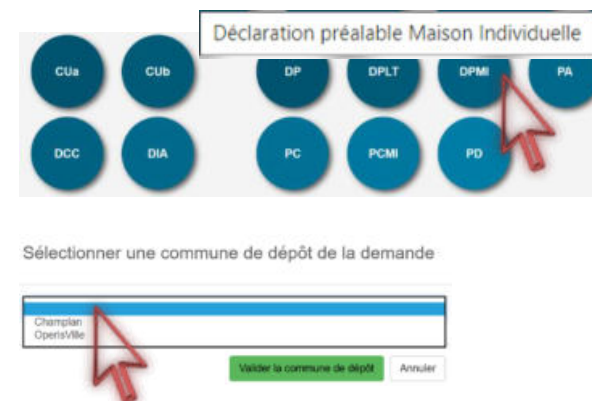 Déclaration préalable Maison Individuelle
CUa CUb DP DPLT DPMI PA
DCC DIA PC PCMI PD
Sélectionner une commune de dépôt de la demande
Champlan
OperisVille
Valider la commune de dépôt Annuler